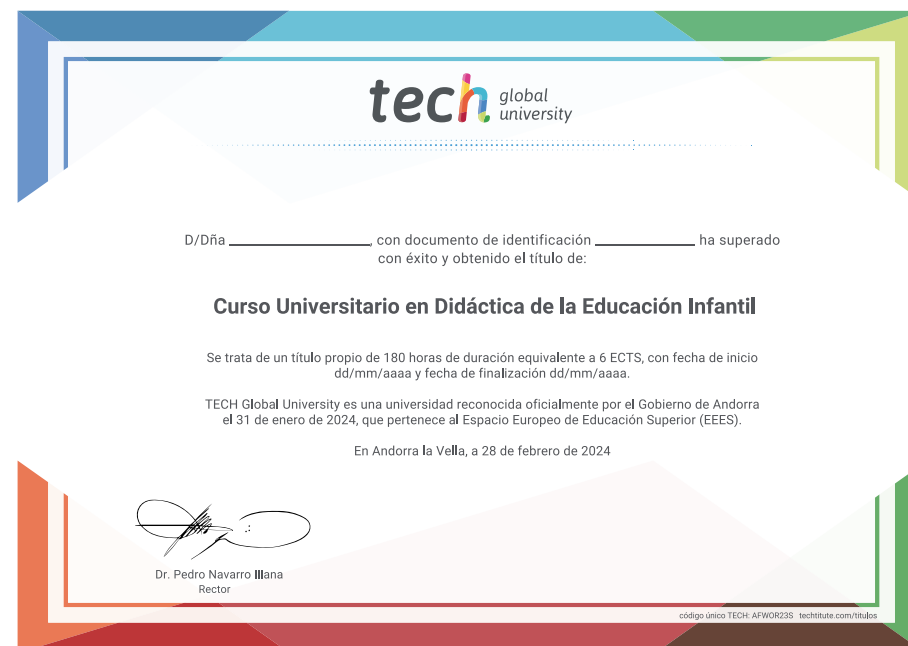 tech global university
D/Dña ____________, con documento de identificación ____________ ha superado
con éxito y obtenido el título de:
Curso Universitario en Didáctica de la Educación Infantil
Se trata de un título propio de 180 horas de duración equivalente a 6 ECTS, con fecha de inicio
dd/mm/aaaa y fecha de finalización dd/mm/aaaa.
TECH Global University es una universidad reconocida oficialmente por el Gobierno de Andorra
el 31 de enero de 2024, que pertenece al Espacio Europeo de Educación Superior (EEES).
En Andorra la Vella, a 28 de febrero de 2024
Dr. Pedro Navarro Illana
Rector
código único TECH: AFWOR23S techtitute.com/titulos